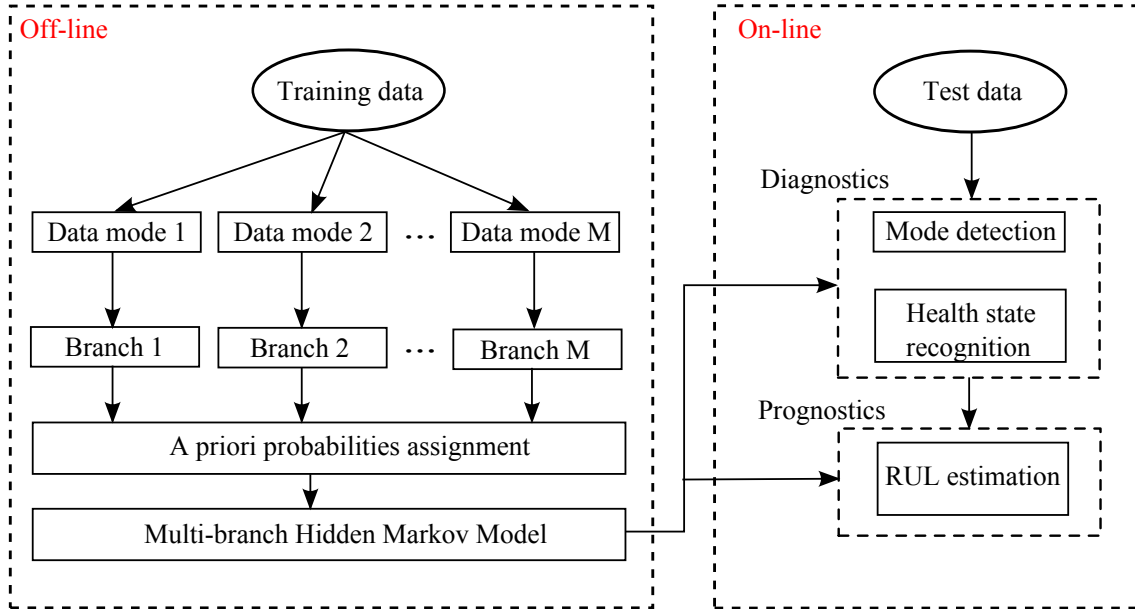 Off-line
Training data
Data mode 1
Data mode 2
...
Data mode M
Branch 1
Branch 2
...
Branch M
A priori probabilities assignment
Multi-branch Hidden Markov Model
On-line
Test data
Diagnostics
Mode detection
Health state
recognition
Prognostics
RUL estimation